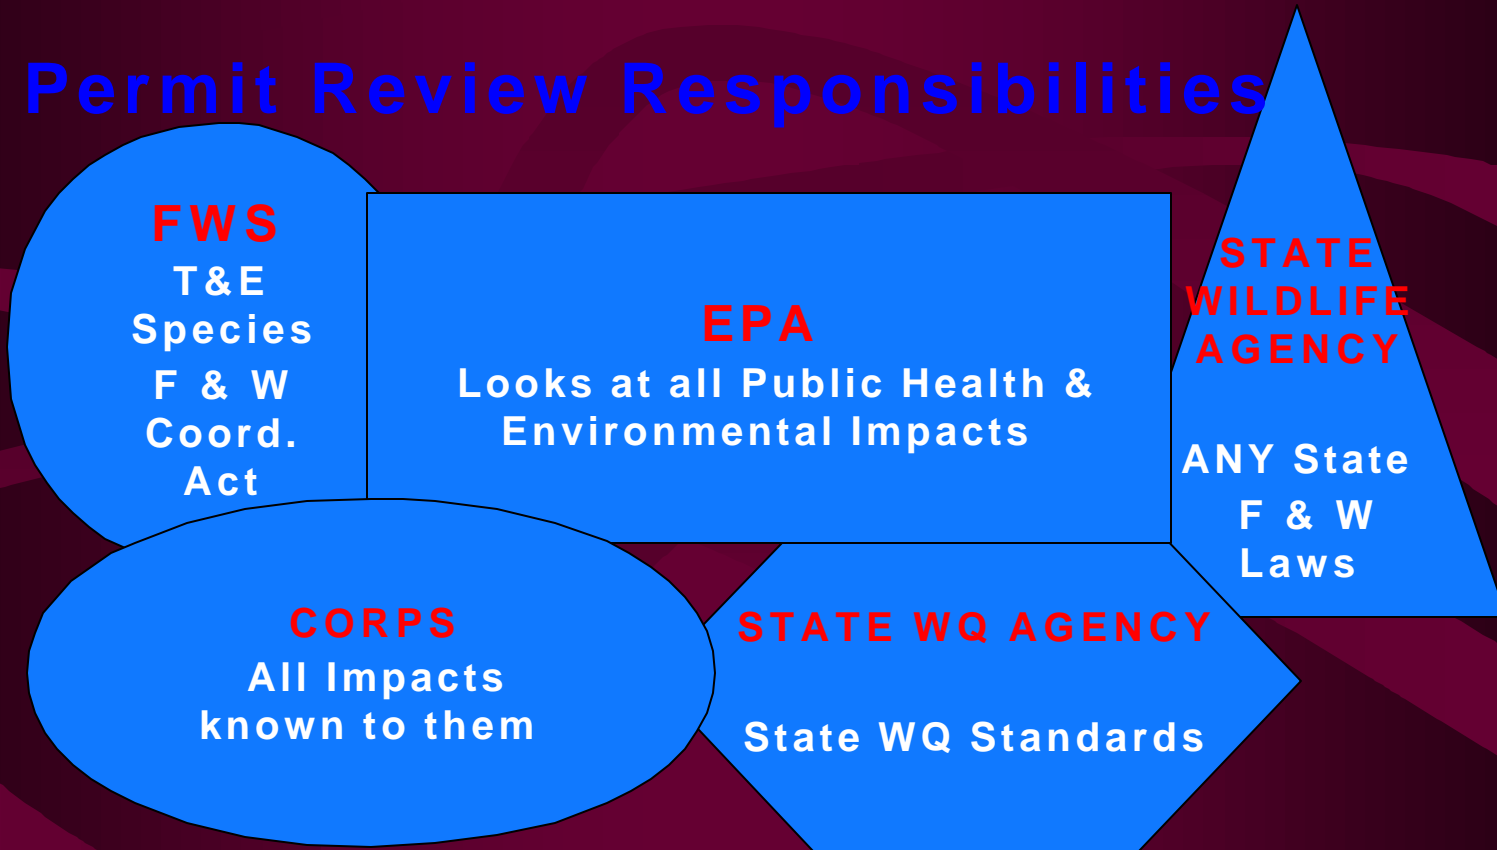 Permit Review Responsibilities
FWS
T&E
Species
F & W
Coord.
Act
EPA
Looks at all Public Health &
Environmental Impacts
STATE
WILDLIFE
AGENCY
ANY State
F & W
Laws
CORPS
All Impacts
known to them
STATE WQ AGENCY
State WQ Standards